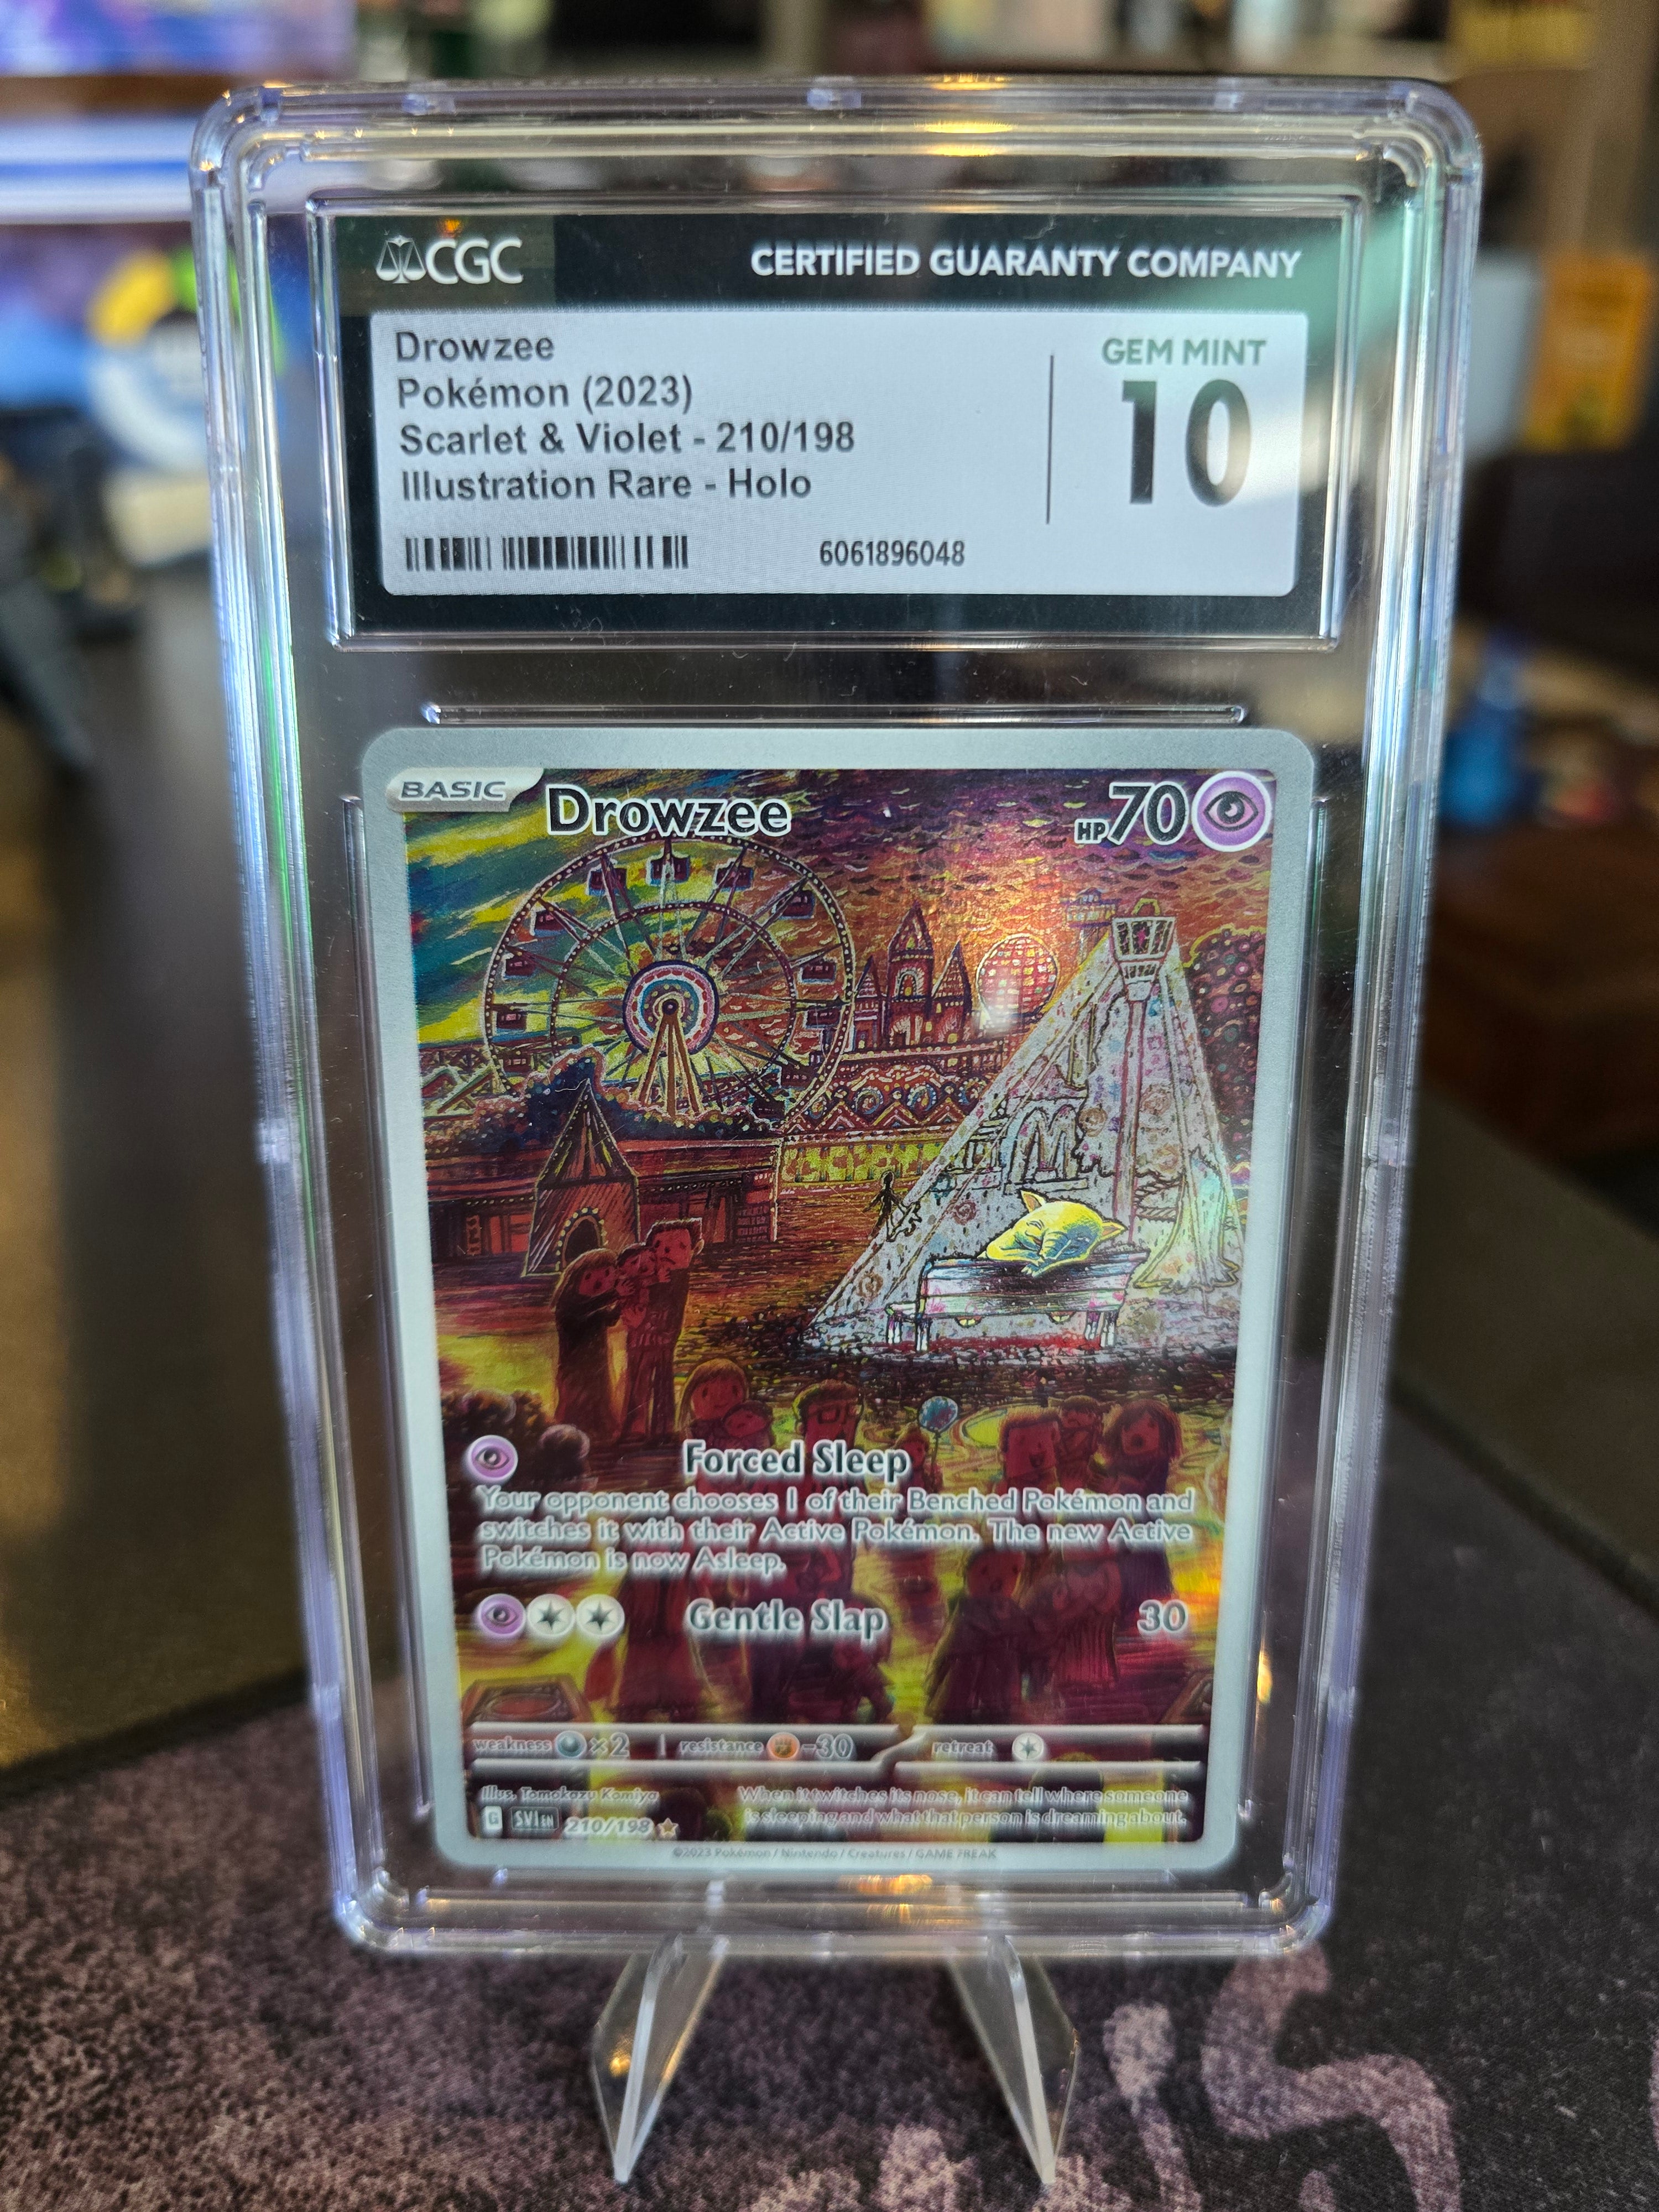 CGC
CERTIFIED GUARANTY COMPANY
Drowzee
Pokémon (2023)
Scarlet & Violet - 210/198
Illustration Rare - Holo
6061896048
GEM MINT
10
BASIC
Drowzee
HP70
Forced Sleep
Your opponent chooses 1 of their Benched Pokémon and
switches it with their Active Pokémon. The new Active
Pokémon is now Asleep.
Gentle Slap 30
weakness ×2 resistance -30 retreat
Illus. Tomokazu Komiya
When it twitches its nose, it can tell where someone
is sleeping and what that person is dreaming about.
G SVI EN 210/198
©2023 Pokémon / Nintendo / Creatures / GAME FREAK